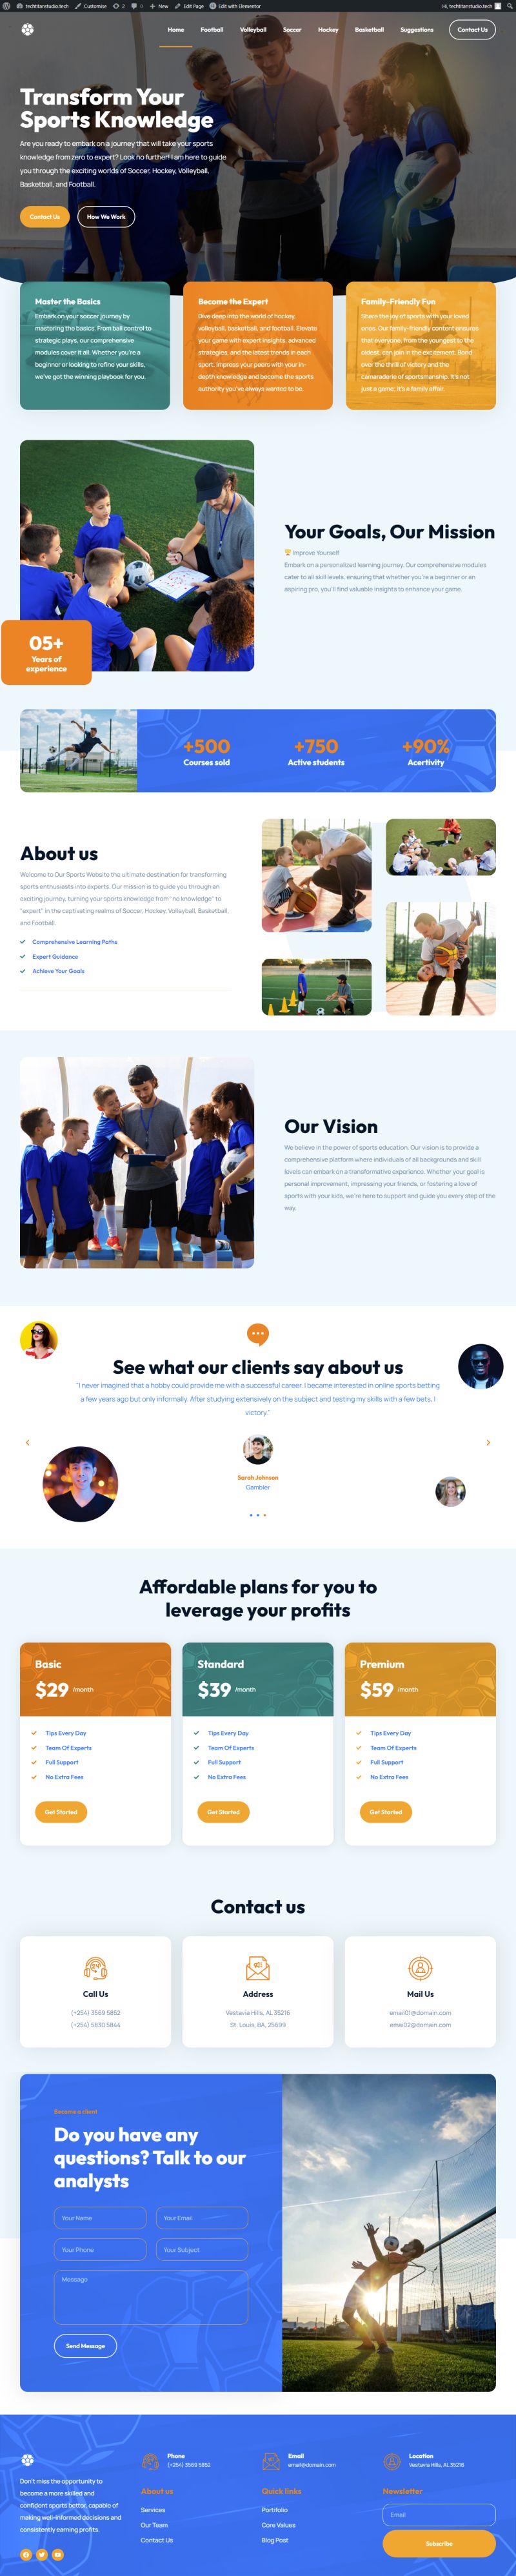 techtitanstudio.tech Customise 2 0 New Edit Page Edit with Elementor Hi, techtitanstudio.tech
Home Football Volleyball Soccer Hockey Basketball Suggestions Contact Us
Transform Your
Sports Knowledge
Are you ready to embark on a journey that will take your sports
knowledge from zero to expert? Look no further! I am here to guide
you through the exciting worlds of Soccer, Hockey, Volleyball,
Basketball, and Football.
Contact Us How We Work
Master the Basics
Embark on your soccer journey by
mastering the basics. From ball control to
strategic plays, our comprehensive
modules cover it all. Whether you're a
beginner or looking to refine your skills,
we've got the winning playbook for you.
Become the Expert
Dive deep into the world of hockey,
volleyball, basketball, and football. Elevate
your game with expert insights, advanced
strategies, and the latest trends in each
sport. Impress your peers with your in-
depth knowledge and become the sports
authority you've always wanted to be.
Family-Friendly Fun
Share the joy of sports with your loved
ones. Our family-friendly content ensures
that everyone, from the youngest to the
oldest, can join in the excitement. Bond
over the thrill of victory and the
camaraderie of sportsmanship. It's not
just a game; it's a family affair.
Your Goals, Our Mission
🏆 Improve Yourself
Embark on a personalized learning journey. Our comprehensive modules
cater to all skill levels, ensuring that whether you're a beginner or an
aspiring pro, you'll find valuable insights to enhance your game.
05+
Years of
experience
+500 +750 +90%
Courses sold Active students Acertivity
About us
Welcome to Our Sports Website the ultimate destination for transforming
sports enthusiasts into experts. Our mission is to guide you through an
exciting journey, turning your sports knowledge from "no knowledge" to
"expert" in the captivating realms of Soccer, Hockey, Volleyball, Basketball,
and Football.
Comprehensive Learning Paths
Expert Guidance
Achieve Your Goals
Our Vision
We believe in the power of sports education. Our vision is to provide a
comprehensive platform where individuals of all backgrounds and skill
levels can embark on a transformative experience. Whether your goal is
personal improvement, impressing your friends, or fostering a love of
sports with your kids, we're here to support and guide you every step of the
way.
See what our clients say about us
"I never imagined that a hobby could provide me with a successful career. I became interested in online sports betting
a few years ago but only informally. After studying extensively on the subject and testing my skills with a few bets, I
victory."
Sarah Johnson
Gambler
Affordable plans for you to
leverage your profits
Basic
$29 /month
Tips Every Day
Team Of Experts
Full Support
No Extra Fees
Get Started
Standard
$39 /month
Tips Every Day
Team Of Experts
Full Support
No Extra Fees
Get Started
Premium
$59 /month
Tips Every Day
Team Of Experts
Full Support
No Extra Fees
Get Started
Contact us
Call Us
(+254) 3569 5852
(+254) 5830 5844
Address
Vestavia Hills, AL 35216
St. Louis, BA, 25699
Mail Us
email01@domain.com
email02@domain.com
Become a client
Do you have any
questions? Talk to our
analysts
Your Name Your Email
Your Phone Your Subject
Message
Send Message
Don't miss the opportunity to
become a more skilled and
confident sports bettor, capable of
making well-informed decisions and
consistently earning profits.
Phone
(+254) 3569 5852
Email
email@domain.com
Location
Vestavia Hills, AL 35216
About us
Services
Our Team
Contact Us
Quick links
Portifolio
Core Values
Blog Post
Newsletter
Email
Subscribe